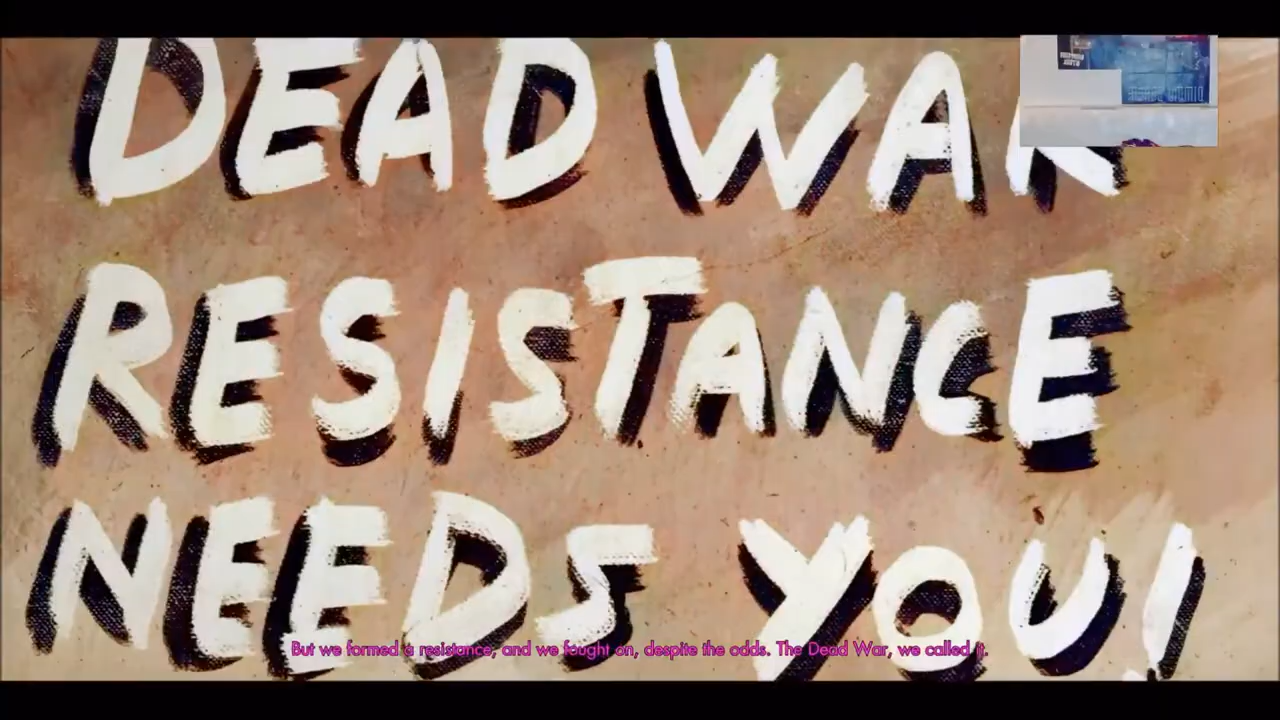 DEAD WAR
RESISTANCE
NEEDS YOU!
But we formed a resistance, and we fought on, despite the odds. The Dead War, we called it.